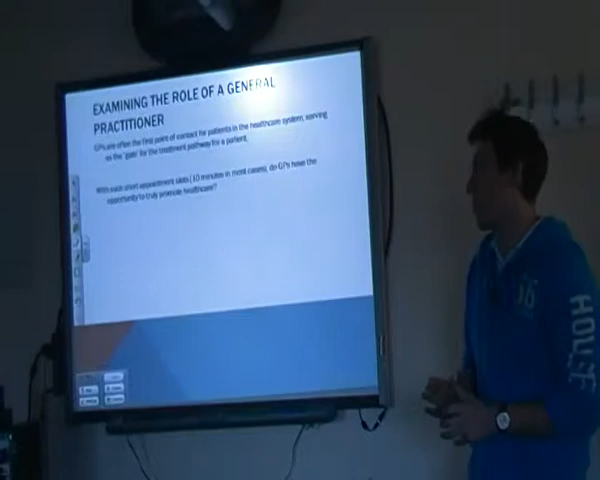 EXAMINING THE ROLE OF A GENERAL
PRACTITIONER
GPs are often the first point of contact for patients in the healthcare system, serving
as the 'gate' for the treatment pathway for a patient.
With each short appointment slots (10 minutes in most cases), do GPs have the
opportunity to truly promote healthcare?